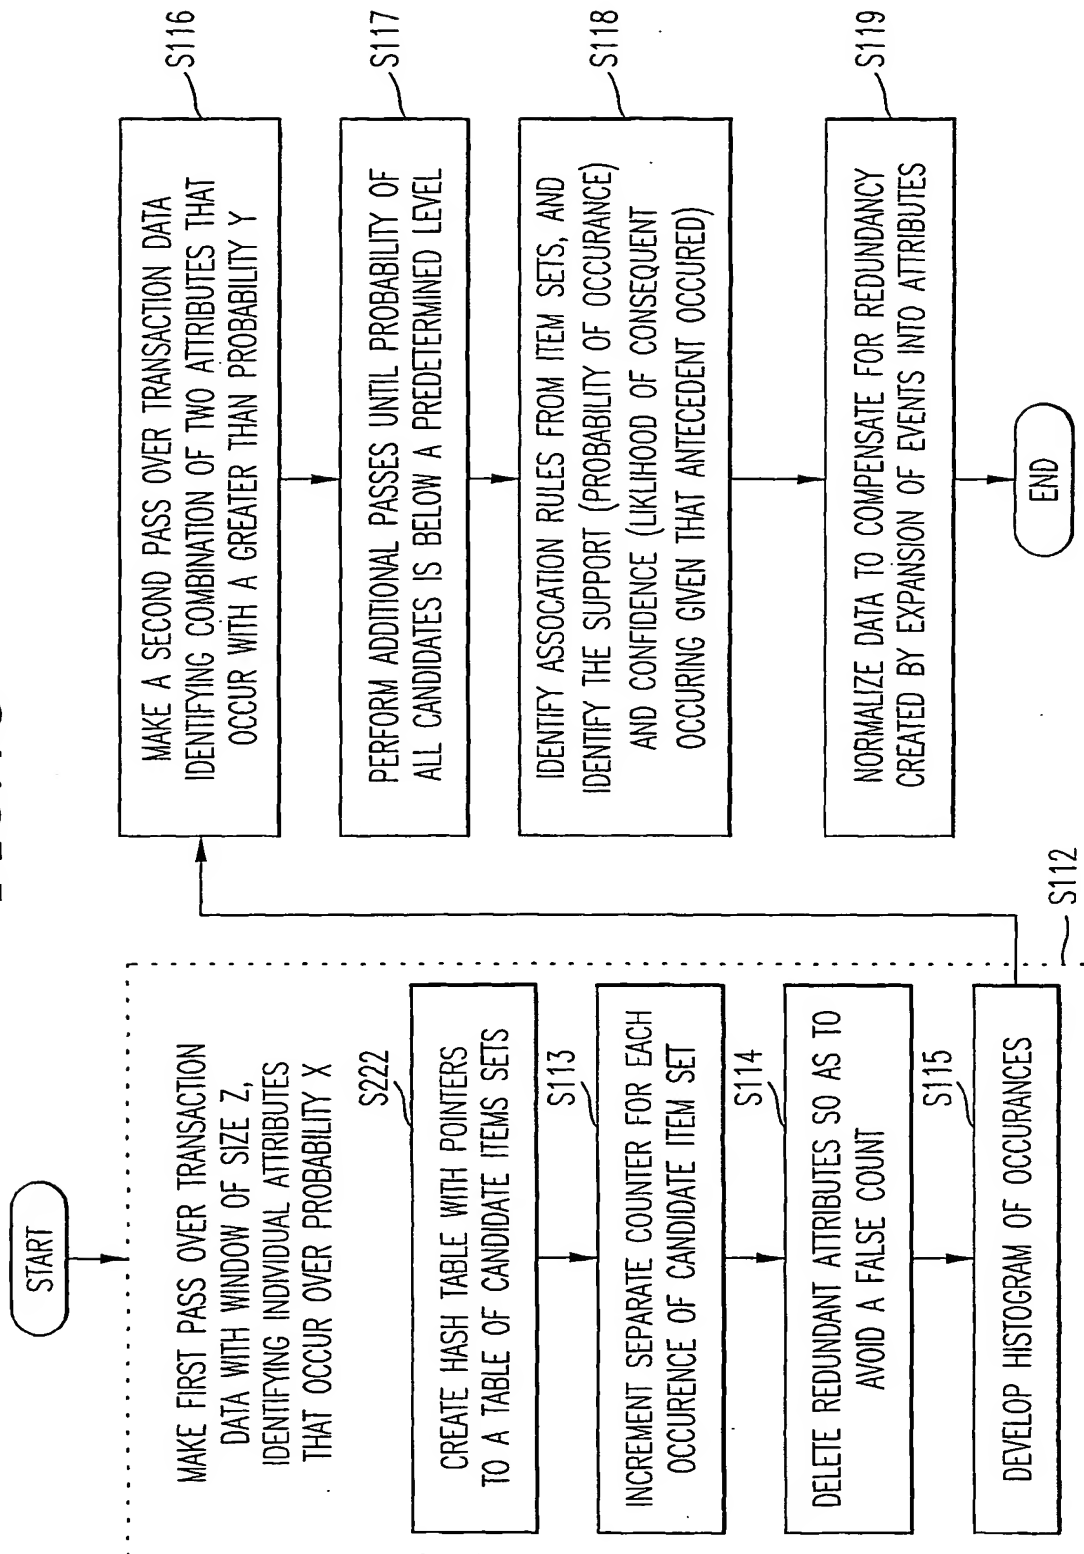 START
MAKE FIRST PASS OVER TRANSACTION
DATA WITH WINDOW OF SIZE Z,
IDENTIFYING INDIVIDUAL ATTRIBUTES
THAT OCCUR OVER PROBABILITY X
S222
CREATE HASH TABLE WITH POINTERS
TO A TABLE OF CANDIDATE ITEMS SETS
S113
INCREMENT SEPARATE COUNTER FOR EACH
OCCURENCE OF CANDIDATE ITEM SET
S114
DELETE REDUNDANT ATTRIBUTES SO AS TO
AVOID A FALSE COUNT
S115
DEVELOP HISTOGRAM OF OCCURANCES
S112
MAKE A SECOND PASS OVER TRANSACTION DATA
IDENTIFYING COMBINATION OF TWO ATTRIBUTES THAT
OCCUR WITH A GREATER THAN PROBABILITY Y
S116
PERFORM ADDITIONAL PASSES UNTIL PROBABILITY OF
ALL CANDIDATES IS BELOW A PREDETERMINED LEVEL
S117
IDENTIFY ASSOCATION RULES FROM ITEM SETS, AND
IDENTIFY THE SUPPORT (PROBABILITY OF OCCURANCE)
AND CONFIDENCE (LIKLIHOOD OF CONSEQUENT
OCCURING GIVEN THAT ANTECEDENT OCCURED)
S118
NORMALIZE DATA TO COMPENSATE FOR REDUNDANCY
CREATED BY EXPANSION OF EVENTS INTO ATTRIBUTES
S119
END